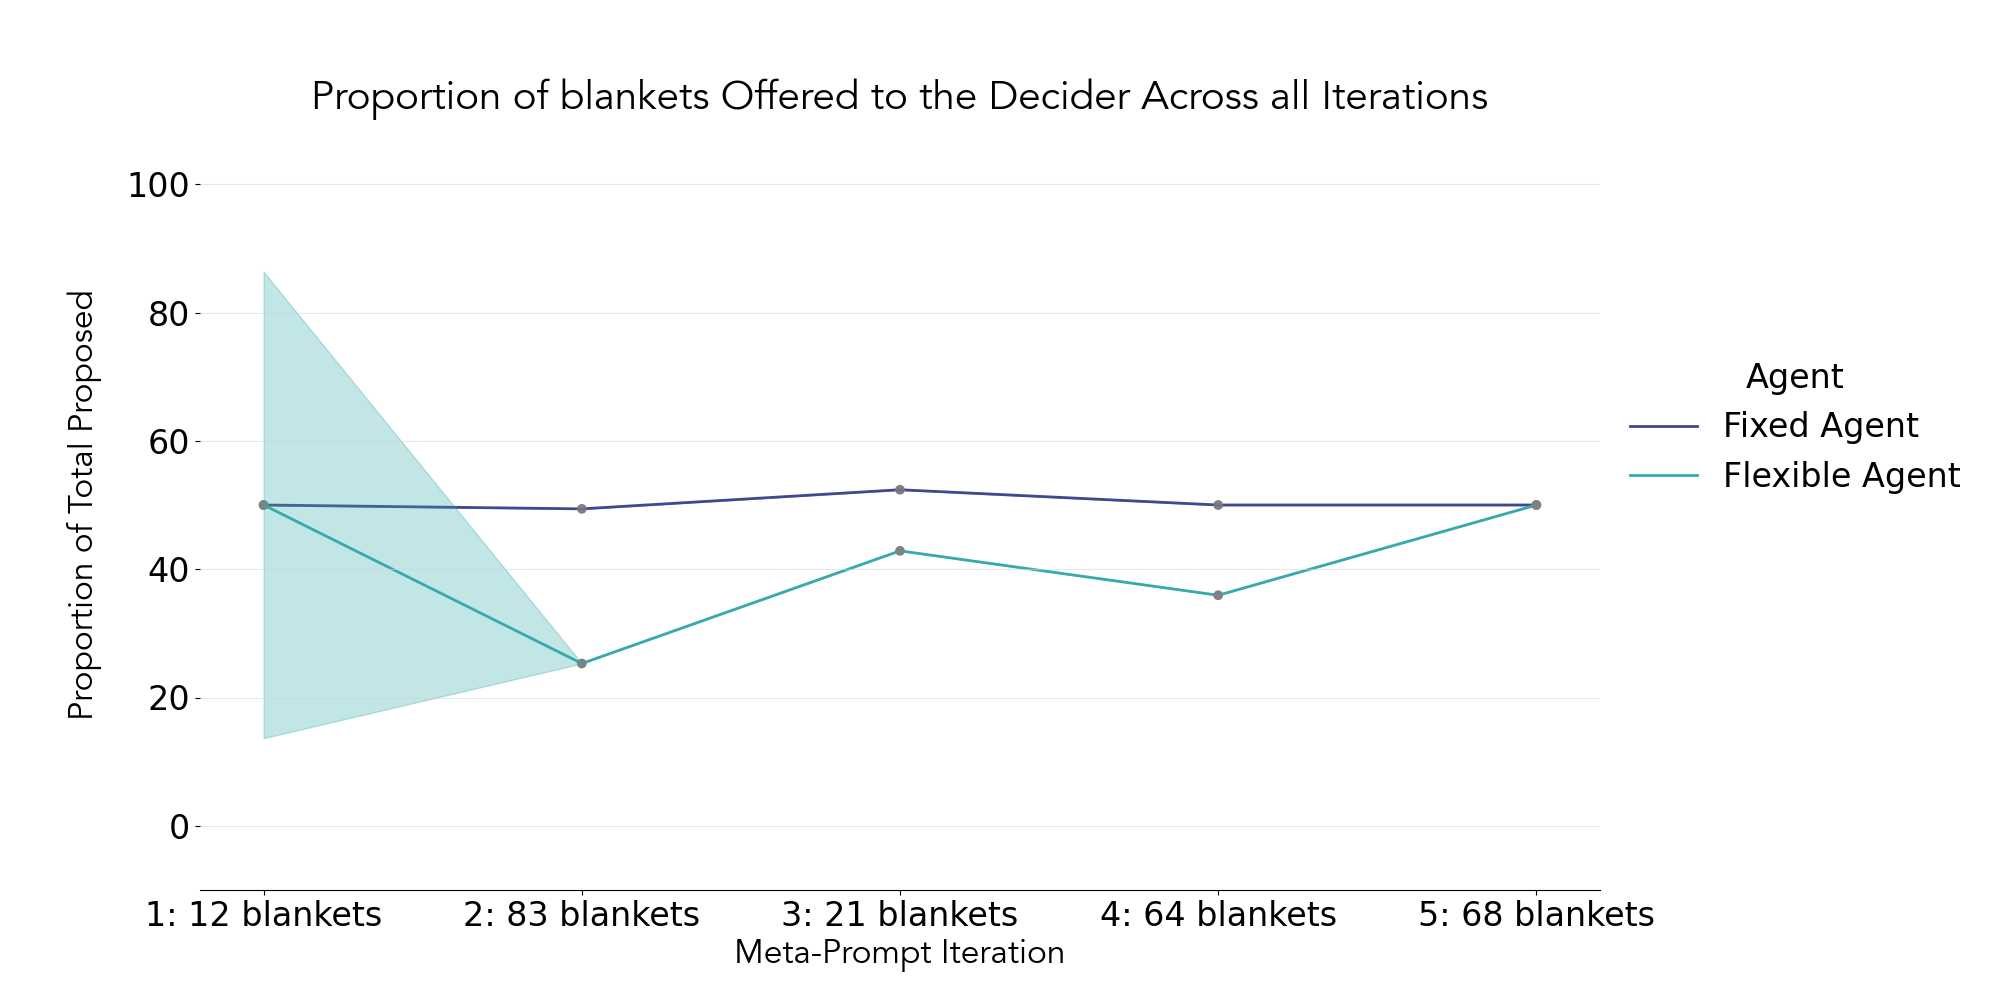 Proportion of blankets Offered to the Decider Across all Iterations
Proportion of Total Proposed
100
80
60
40
20
0
1: 12 blankets
2: 83 blankets
3: 21 blankets
4: 64 blankets
5: 68 blankets
Meta-Prompt Iteration
Agent
Fixed Agent
Flexible Agent